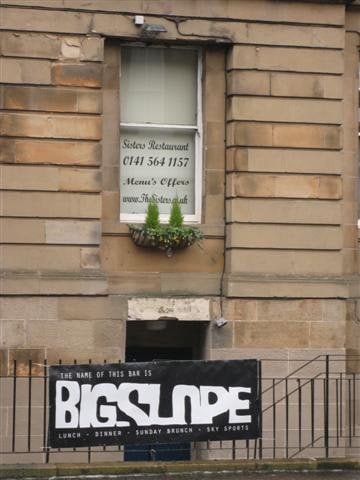 Sisters Restaurant
0141 564 1157
Menu's Offers
www.TheSisters.co.uk
THE NAME OF THIS BAR IS
BIGSLOPE
LUNCH - DINNER - SUNDAY BRUNCH - SKY SPORTS